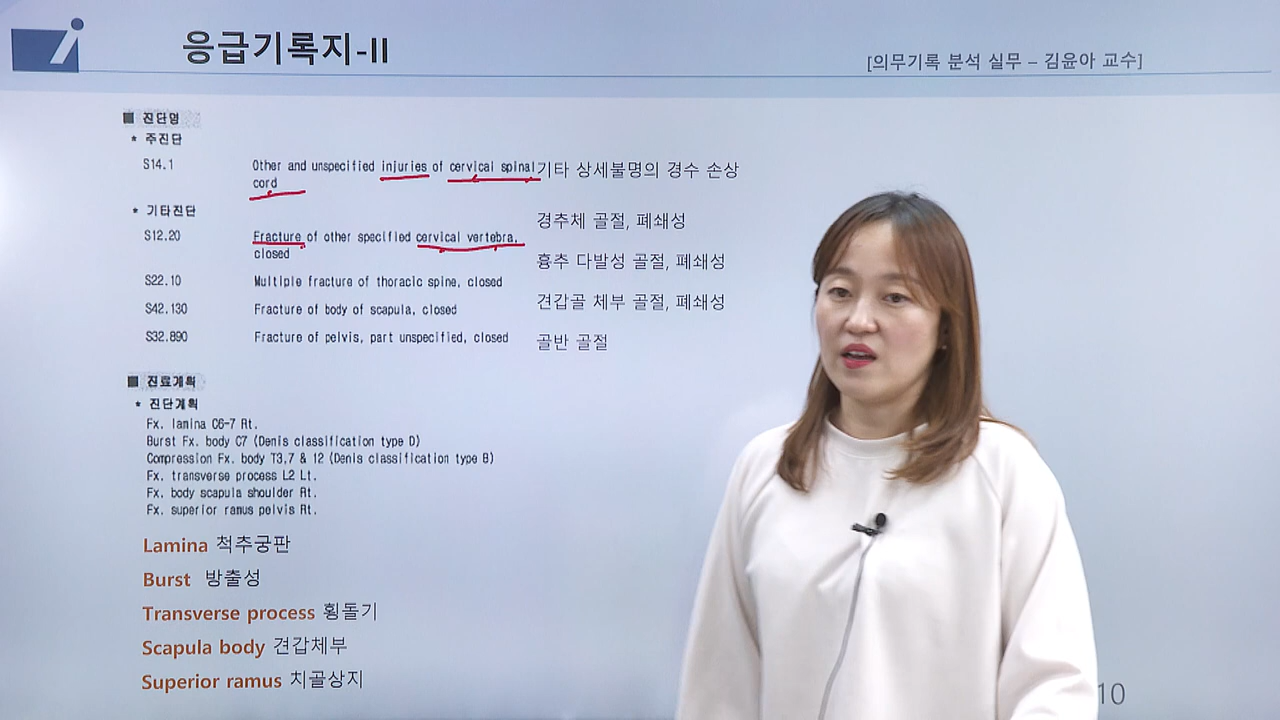 응급기록지-II
[의무기록 분석 실무 – 김윤아 교수]
■ 진단명
* 주진단
S14.1 Other and unspecified injuries of cervical spinal 기타 상세불명의 경수 손상
cord
* 기타진단
경추체 골절, 폐쇄성
S12.20 Fracture of other specified cervical vertebra,
closed
흉추 다발성 골절, 폐쇄성
S22.10 Multiple fracture of thoracic spine, closed
견갑골 체부 골절, 폐쇄성
S42.130 Fracture of body of scapula, closed
S32.890 Fracture of pelvis, part unspecified, closed
골반 골절
■ 진료계획
* 진단계획
Fx. lamina C6-7 Rt.
Burst Fx. body C7 (Denis classification type D)
Compression Fx. body T3,7 & 12 (Denis classification type B)
Fx. transverse process L2 Lt.
Fx. body scapula shoulder Rt.
Fx. superior ramus pelvis Rt.
Lamina 척추궁판
Burst 방출성
Transverse process 횡돌기
Scapula body 견갑체부
Superior ramus 치골상지
10